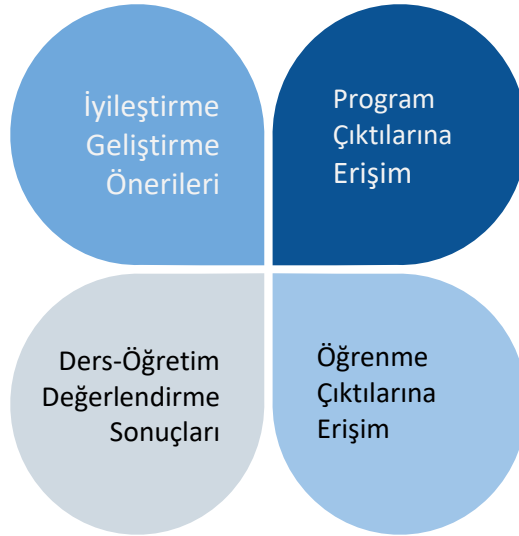 İyileştirme
Geliştirme
Önerileri
Program
Çıktılarına
Erişim
Ders-Öğretim
Değerlendirme
Sonuçları
Öğrenme
Çıktılarına
Erişim